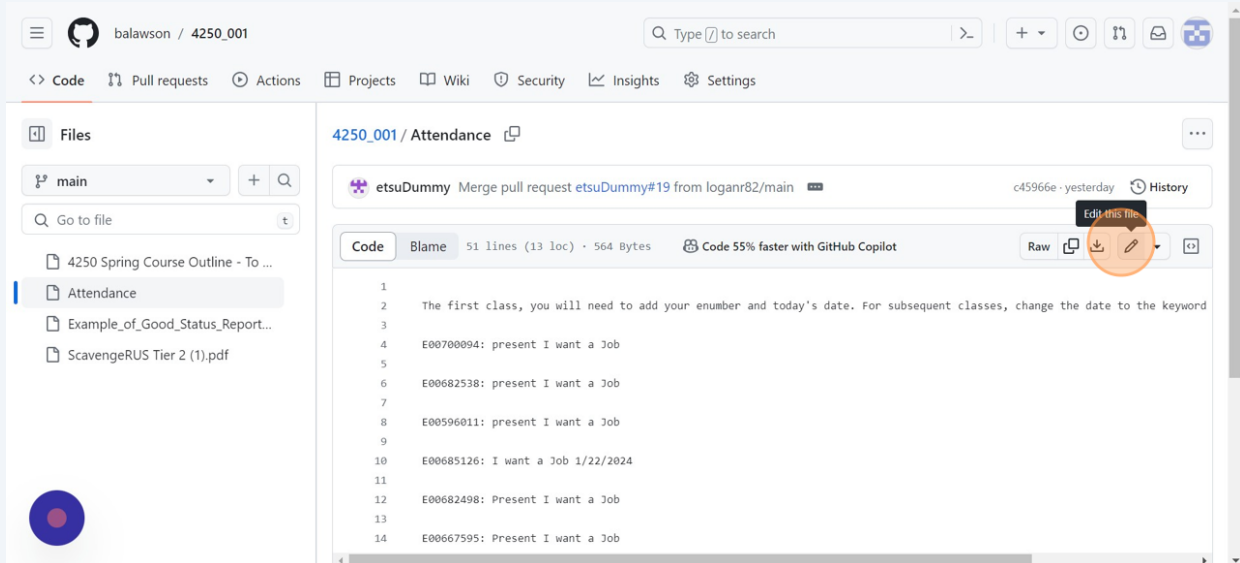 balawson / 4250_001
Type / to search
Code Pull requests Actions Projects Wiki Security Insights Settings
Files
4250_001 / Attendance
main
etsuDummy Merge pull request etsuDummy#19 from loganr82/main
c45966e · yesterday History
Go to file t
Edit this file
Code Blame 51 lines (13 loc) · 564 Bytes Code 55% faster with GitHub Copilot Raw
4250 Spring Course Outline - To ...
Attendance
Example_of_Good_Status_Report...
ScavengeRUS Tier 2 (1).pdf
1
2 The first class, you will need to add your enumber and today's date. For subsequent classes, change the date to the keyword
3
4 E00700094: present I want a Job
5
6 E00682538: present I want a Job
7
8 E00596011: present I want a Job
9
10 E00685126: I want a Job 1/22/2024
11
12 E00682498: Present I want a Job
13
14 E00667595: Present I want a Job